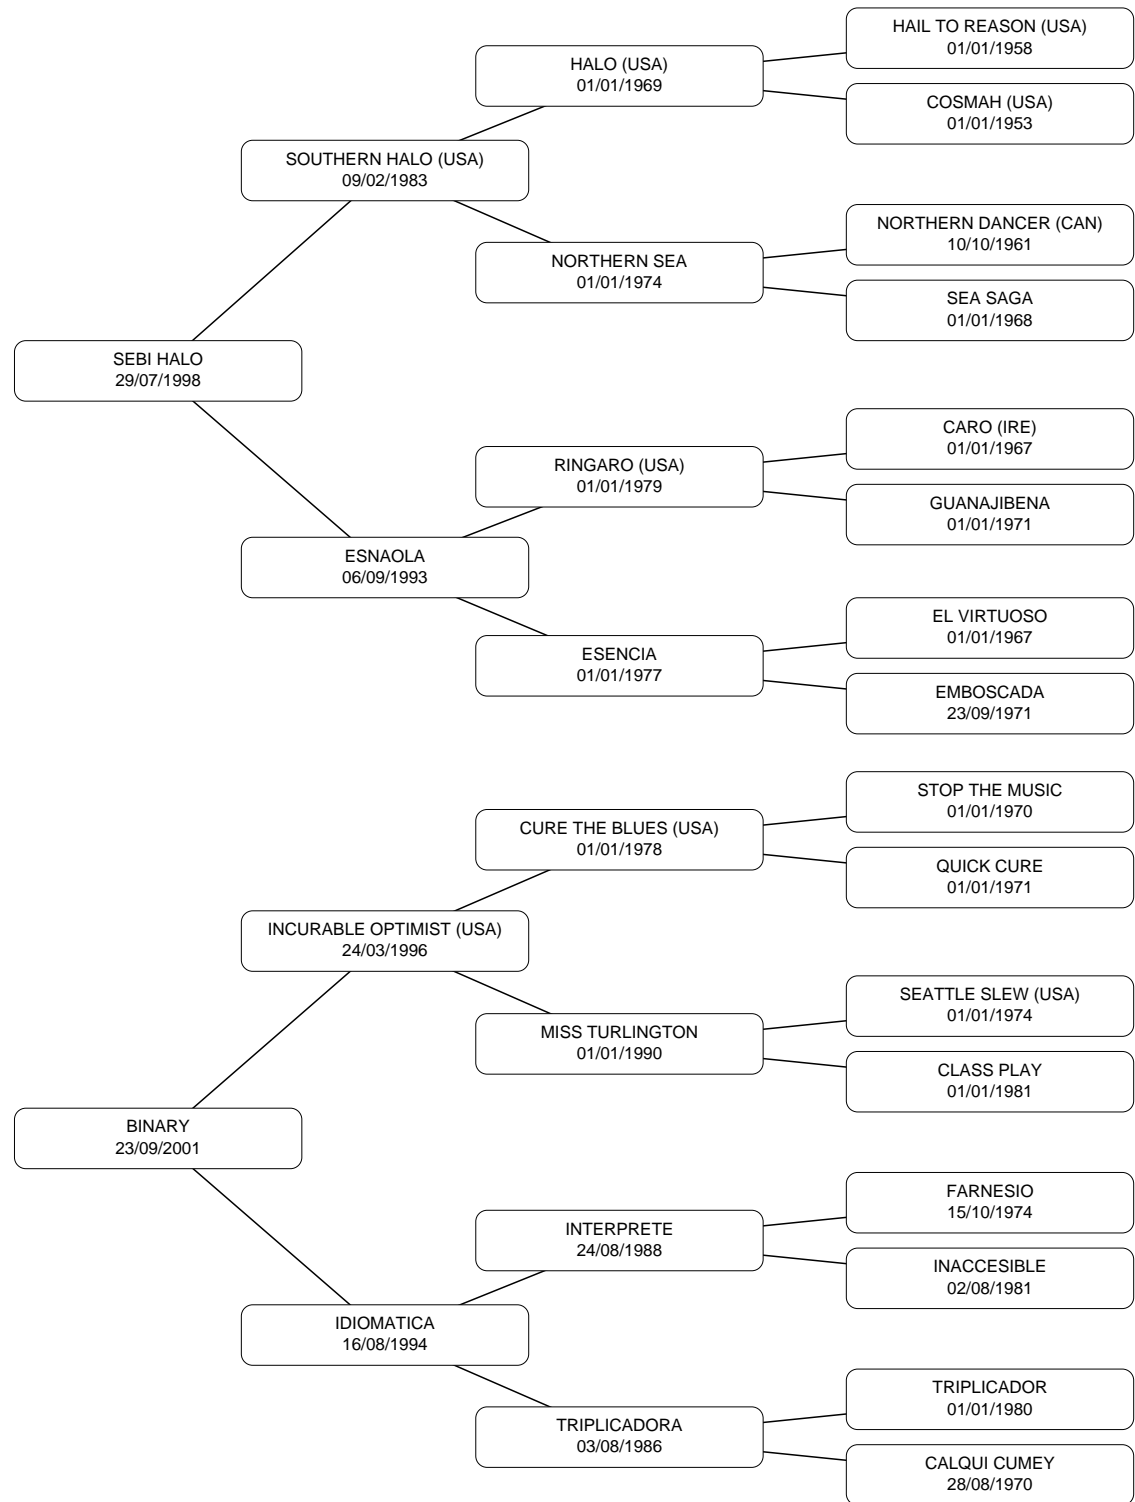 HAIL TO REASON (USA)
01/01/1958
HALO (USA)
01/01/1969
COSMAH (USA)
01/01/1953
SOUTHERN HALO (USA)
09/02/1983
NORTHERN DANCER (CAN)
10/10/1961
NORTHERN SEA
01/01/1974
SEA SAGA
01/01/1968
SEBI HALO
29/07/1998
CARO (IRE)
01/01/1967
RINGARO (USA)
01/01/1979
GUANAJIBENA
01/01/1971
ESNAOLA
06/09/1993
EL VIRTUOSO
01/01/1967
ESENCIA
01/01/1977
EMBOSCADA
23/09/1971
STOP THE MUSIC
01/01/1970
CURE THE BLUES (USA)
01/01/1978
QUICK CURE
01/01/1971
INCURABLE OPTIMIST (USA)
24/03/1996
SEATTLE SLEW (USA)
01/01/1974
MISS TURLINGTON
01/01/1990
CLASS PLAY
01/01/1981
BINARY
23/09/2001
FARNESIO
15/10/1974
INTERPRETE
24/08/1988
INACCESIBLE
02/08/1981
IDIOMATICA
16/08/1994
TRIPLICADOR
01/01/1980
TRIPLICADORA
03/08/1986
CALQUI CUMEY
28/08/1970